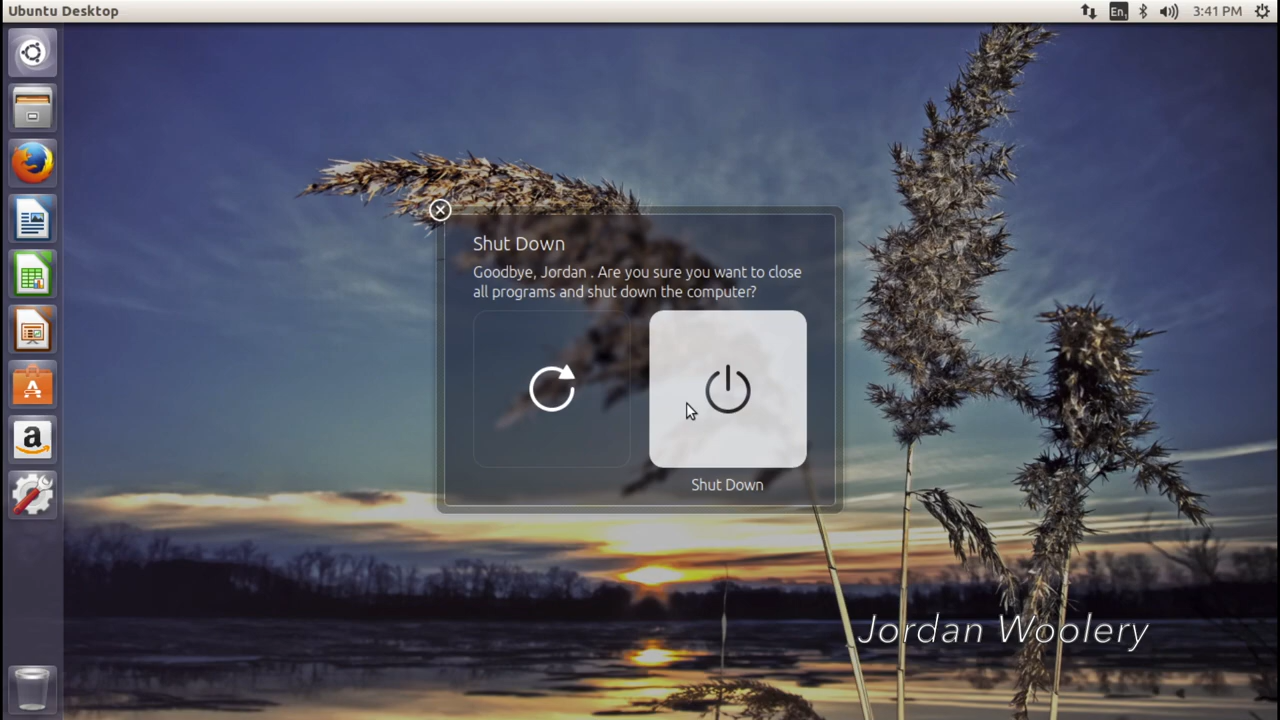 Ubuntu Desktop
En1
3:41 PM
Shut Down
Goodbye, Jordan . Are you sure you want to close
all programs and shut down the computer?
Shut Down
Jordan Woolery